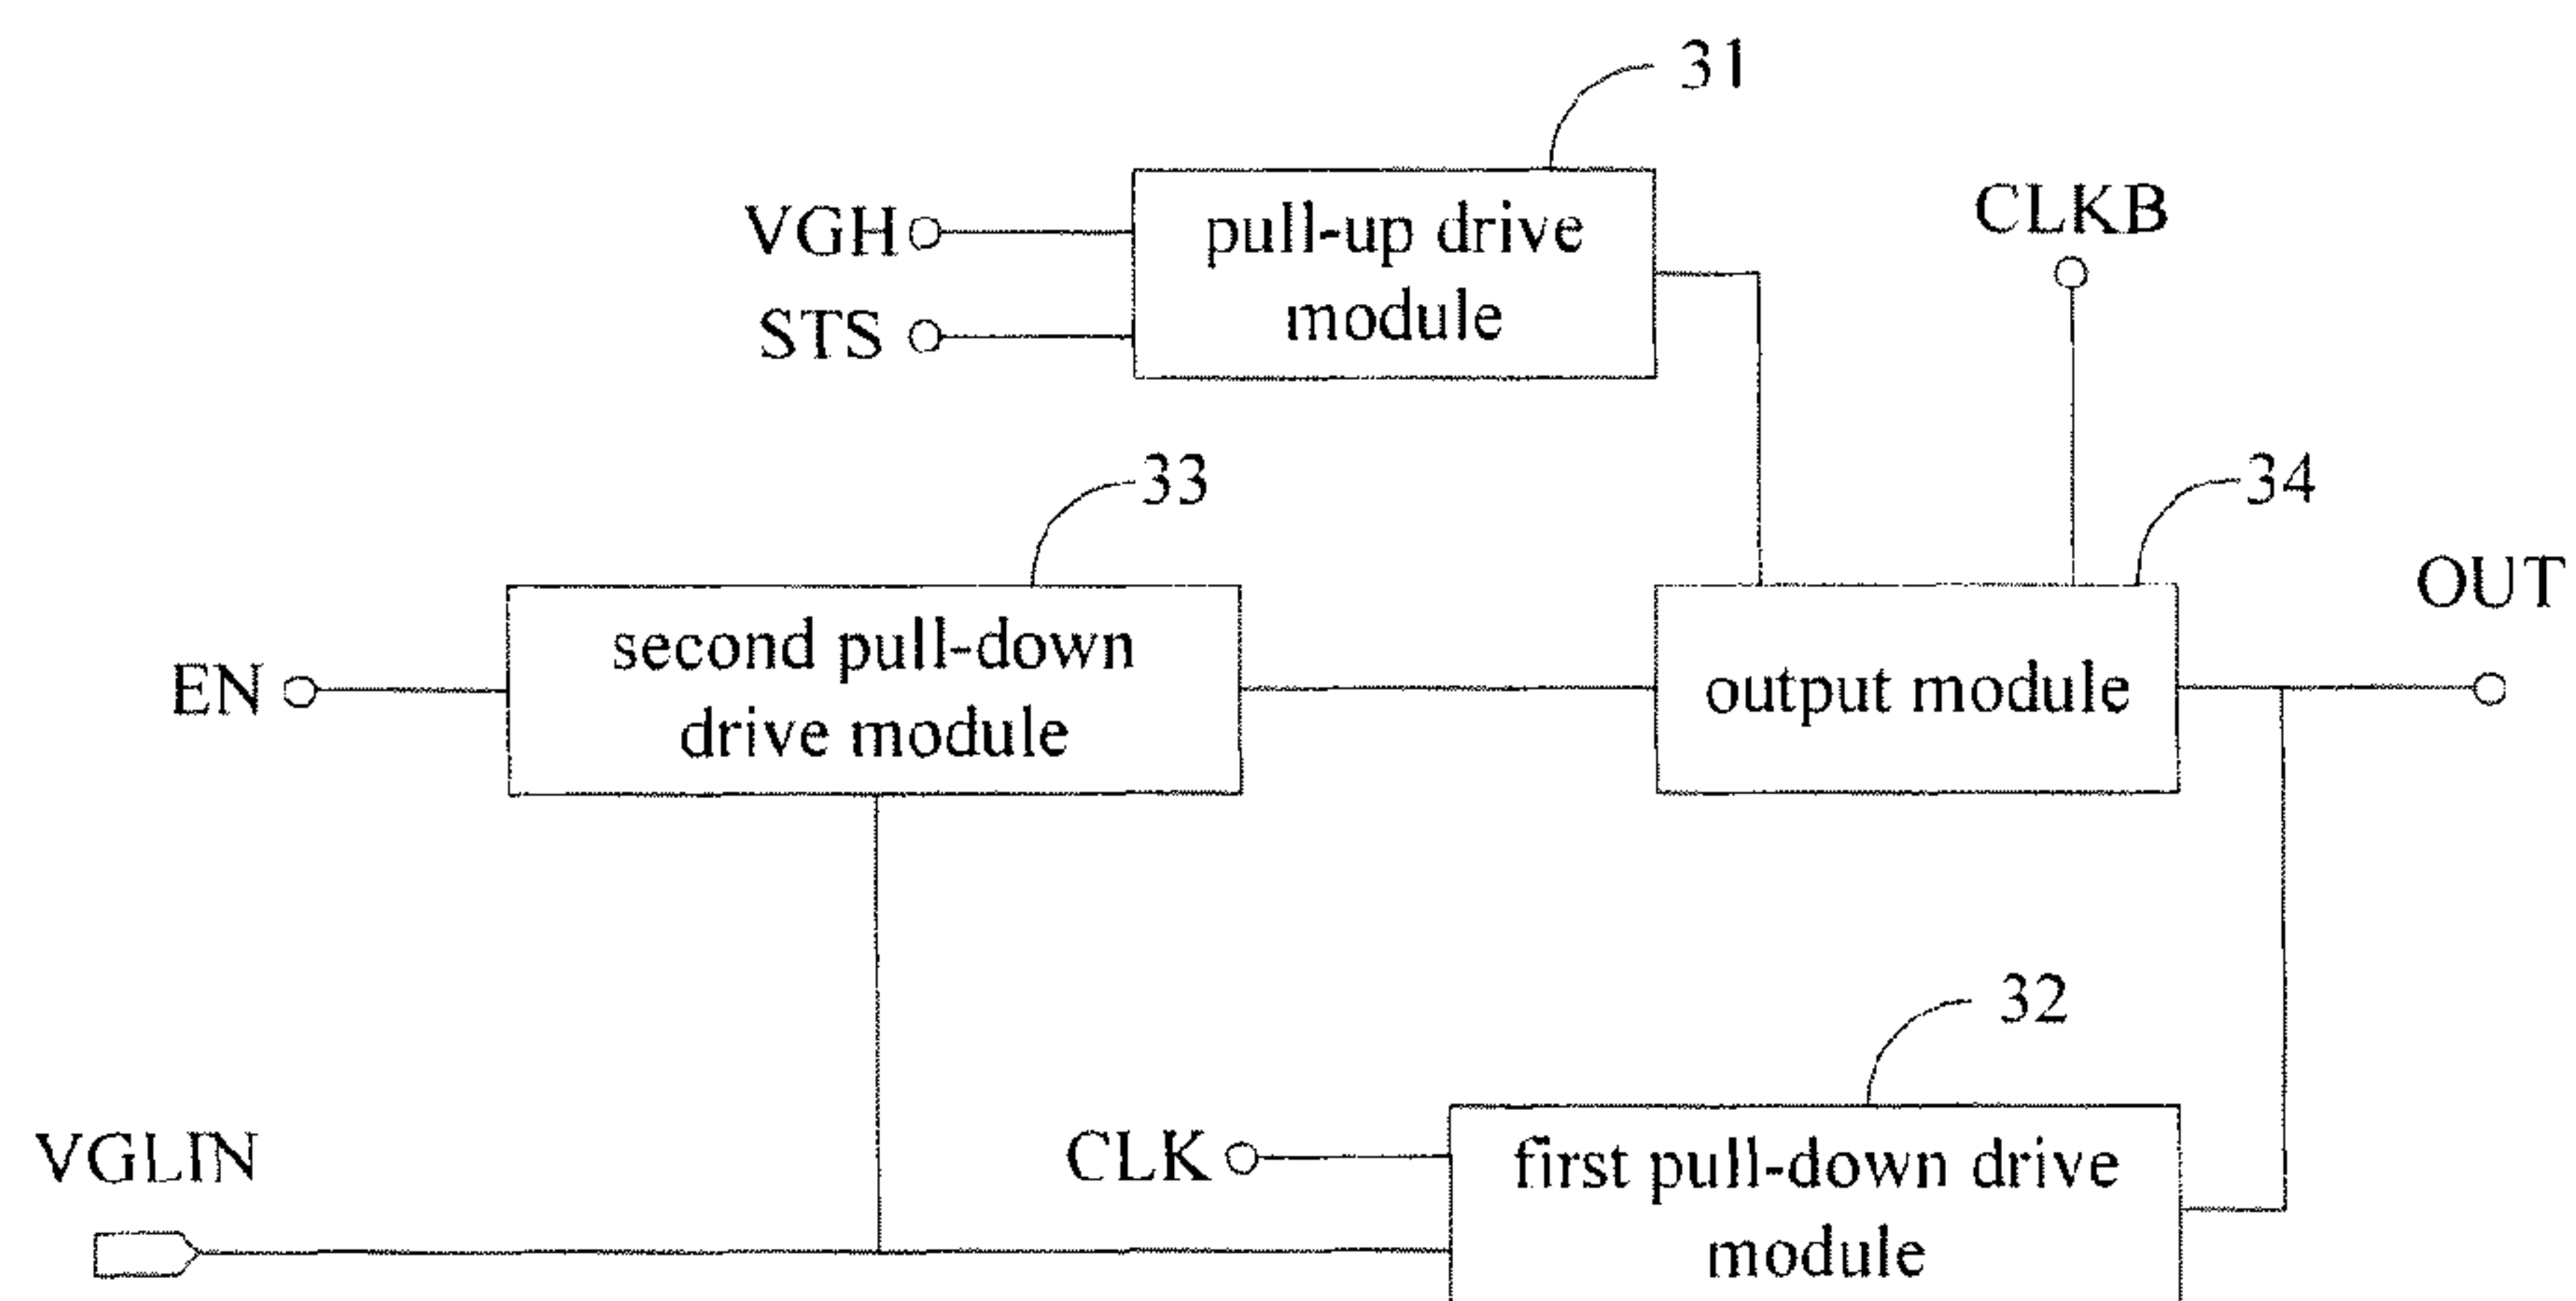 31
VGH
pull-up drive
module
STS
CLKB
33
34
OUT
second pull-down
drive module
EN
output module
32
VGLIN
CLK
first pull-down drive
module